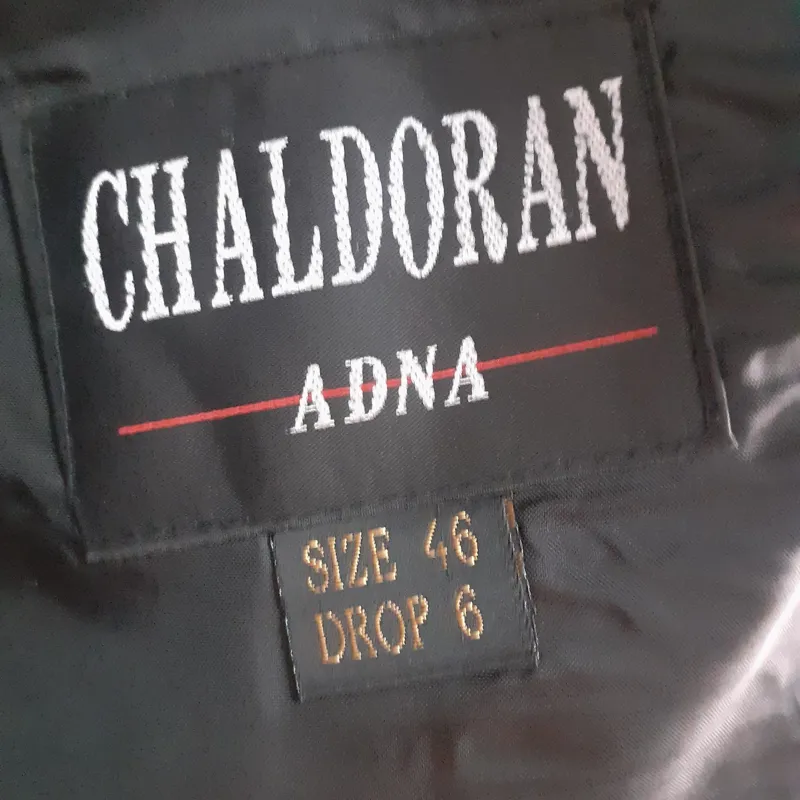 CHALDORAN
ADNA
SIZE 46
DROP 6